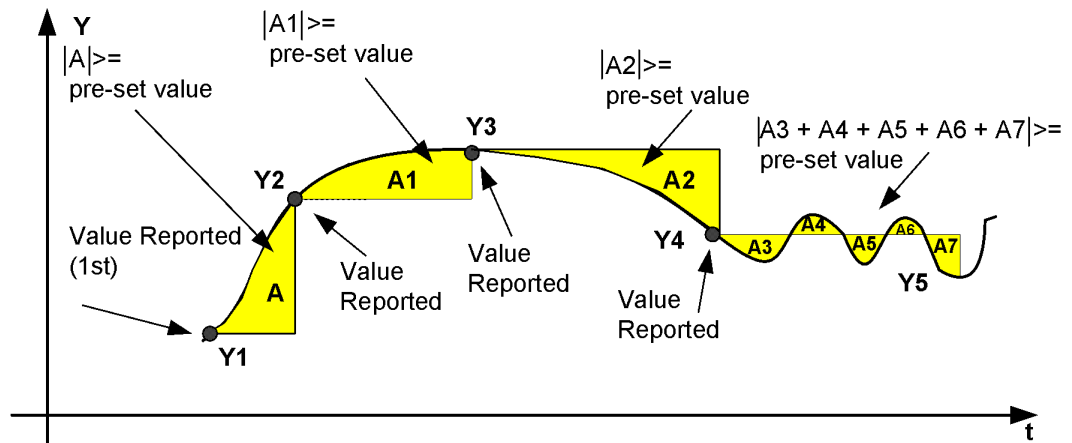 Y
|A1|>=
pre-set value
|A|>=
pre-set value
|A2|>=
pre-set value
|A3 + A4 + A5 + A6 + A7|>=
pre-set value
Y3
Y2
A1
A2
Value Reported
(1st)
A
Value
Reported
Value
Reported
Y4
A3
A4
A5
A6
A7
Y5
Value
Reported
Y1
t